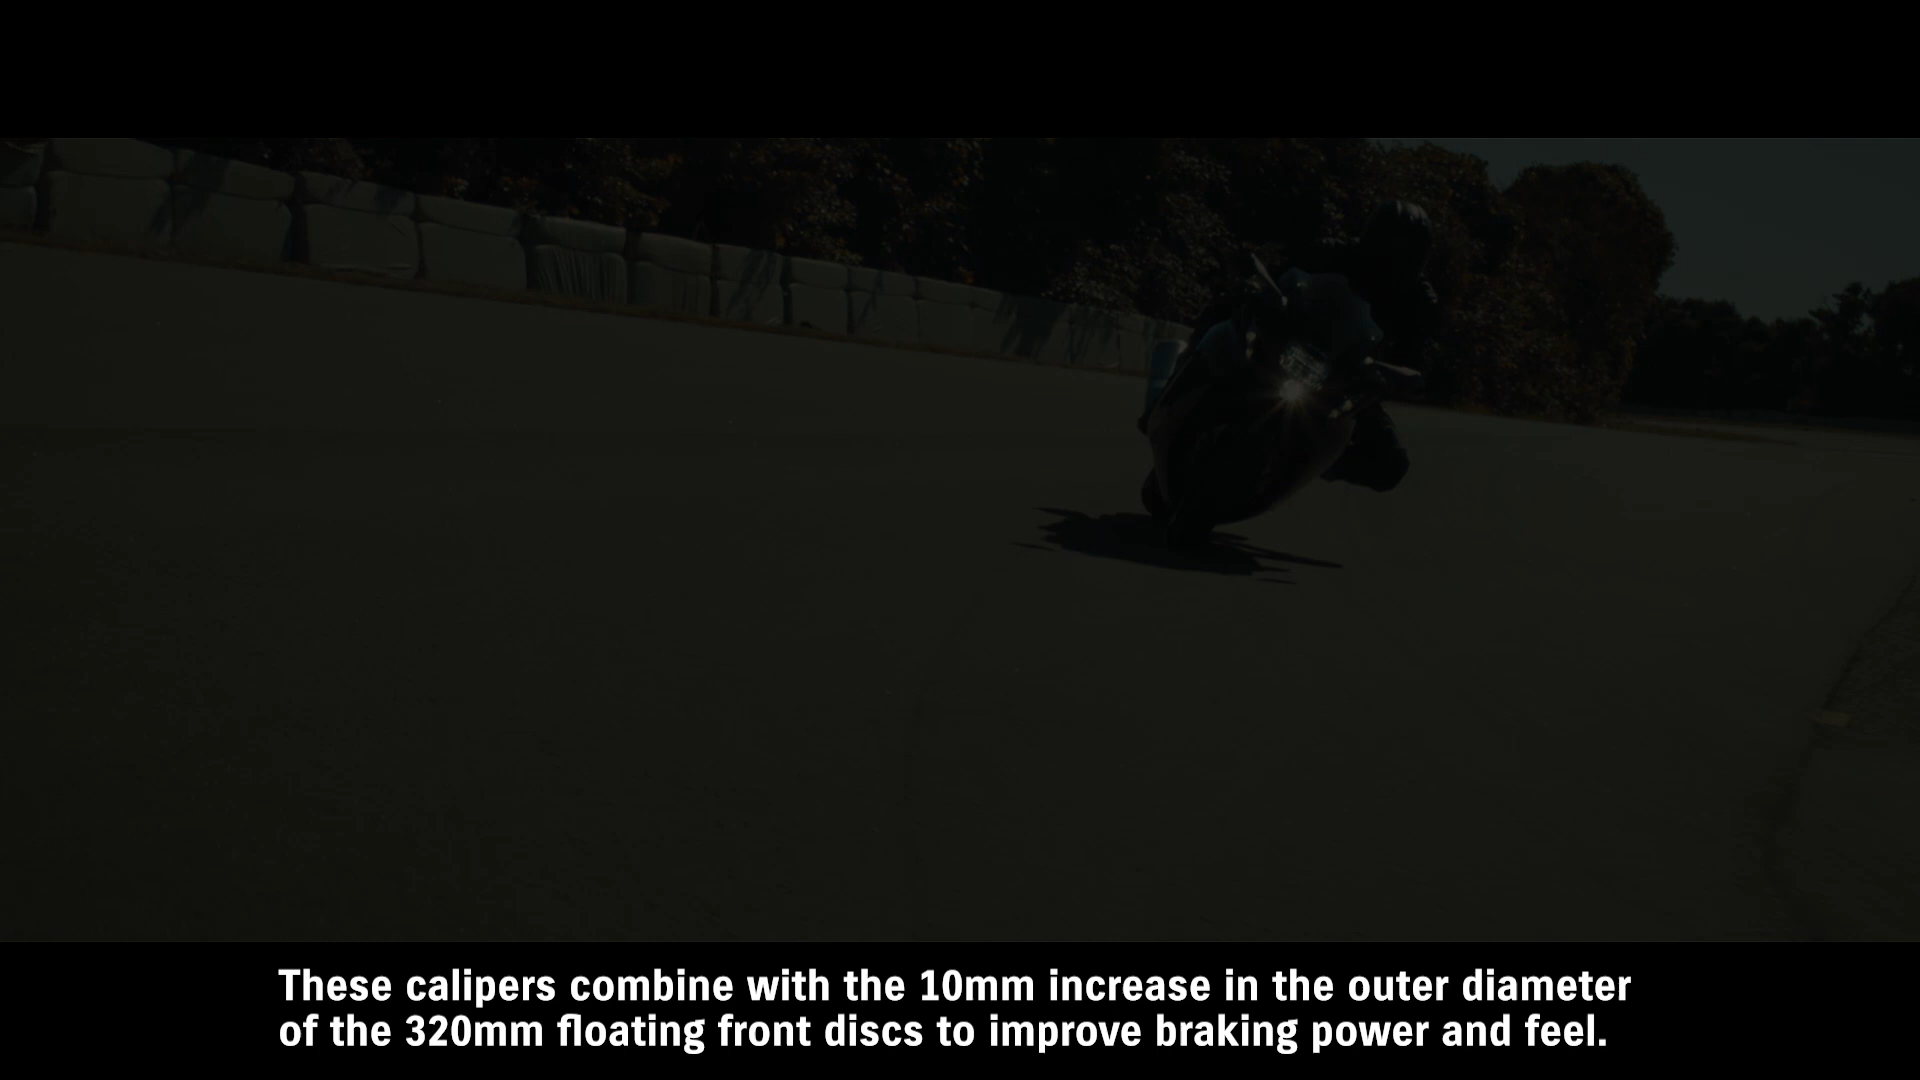 These calipers combine with the 10mm increase in the outer diameter
of the 320mm floating front discs to improve braking power and feel.